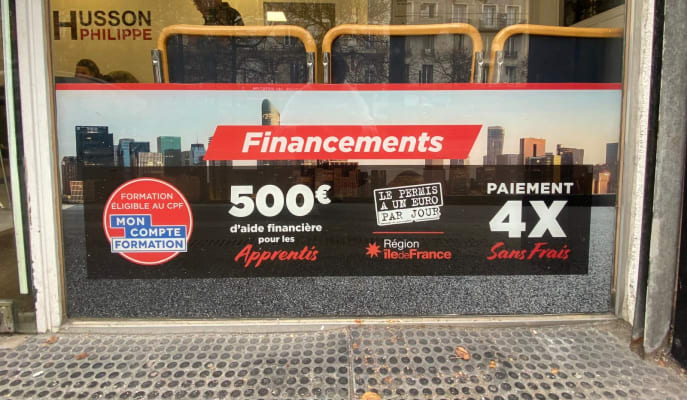 HUSSON
PHILIPPE
Financements
FORMATION
ÉLIGIBLE AU CPF
MON
COMPTE
FORMATION
500€
d'aide financière
pour les
Apprentis
LE PERMIS
A UN EURO
PAR JOUR
Région
îledeFrance
PAIEMENT
4X
Sans Frais